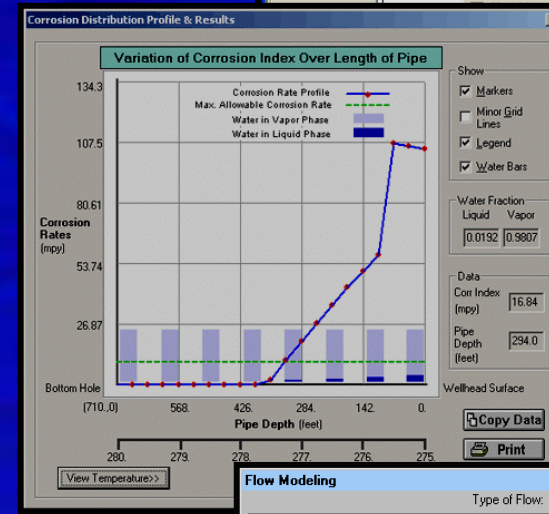 Corrosion Distribution Profile & Results
Variation of Corrosion Index Over Length of Pipe
134.3
107.5
80.61
53.74
26.87
Corrosion
Rates
(mpy)
Corrosion Rate Profile
Max. Allowable Corrosion Rate
Water in Vapor Phase
Water in Liquid Phase
Bottom Hole
Wellhead Surface
(710..0)
568.
426.
284.
142.
0.
Pipe Depth (feet)
280.
279.
278.
277.
276.
275.
View Temperature>>
Show
Markers
Minor Grid
Lines
Legend
Water Bars
Water Fraction
Liquid Vapor
0.0192 0.9807
Data
Corr Index
(mpy)
16.84
Pipe
Depth
(feet)
294.0
Copy Data
Print
Flow Modeling
Type of Flow: